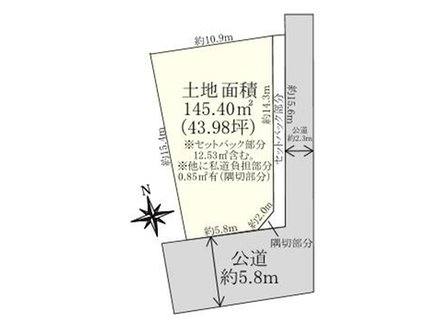 約10.9m
土地面積
145.40㎡
(43.98坪)
※セットバック部分
12.53㎡含む。
※他に私道負担部分
0.85㎡有(隅切部分)
約15.4m
約14.3m
セットバック部分
約15.6m
公道
約2.3m
約2.0m
約5.8m
隅切部分
N
公道
約5.8m